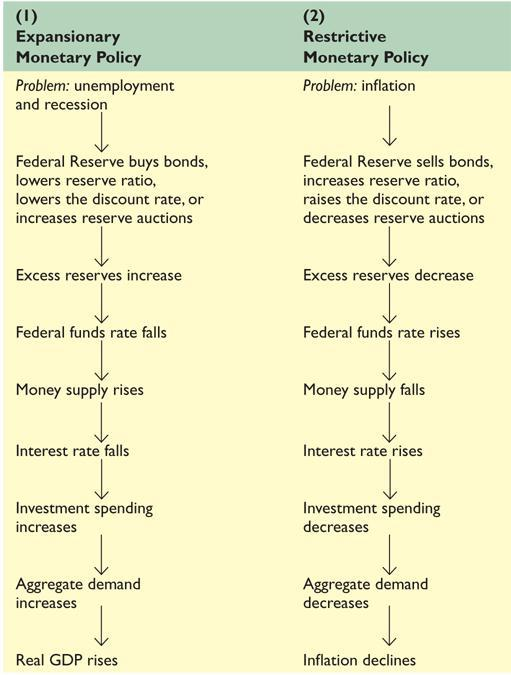 (1)
Expansionary
Monetary Policy
Problem: unemployment
and recession
Federal Reserve buys bonds,
lowers reserve ratio,
lowers the discount rate, or
increases reserve auctions
Excess reserves increase
Federal funds rate falls
Money supply rises
Interest rate falls
Investment spending
increases
Aggregate demand
increases
Real GDP rises
(2)
Restrictive
Monetary Policy
Problem: inflation
Federal Reserve sells bonds,
increases reserve ratio,
raises the discount rate, or
decreases reserve auctions
Excess reserves decrease
Federal funds rate rises
Money supply falls
Interest rate rises
Investment spending
decreases
Aggregate demand
decreases
Inflation declines